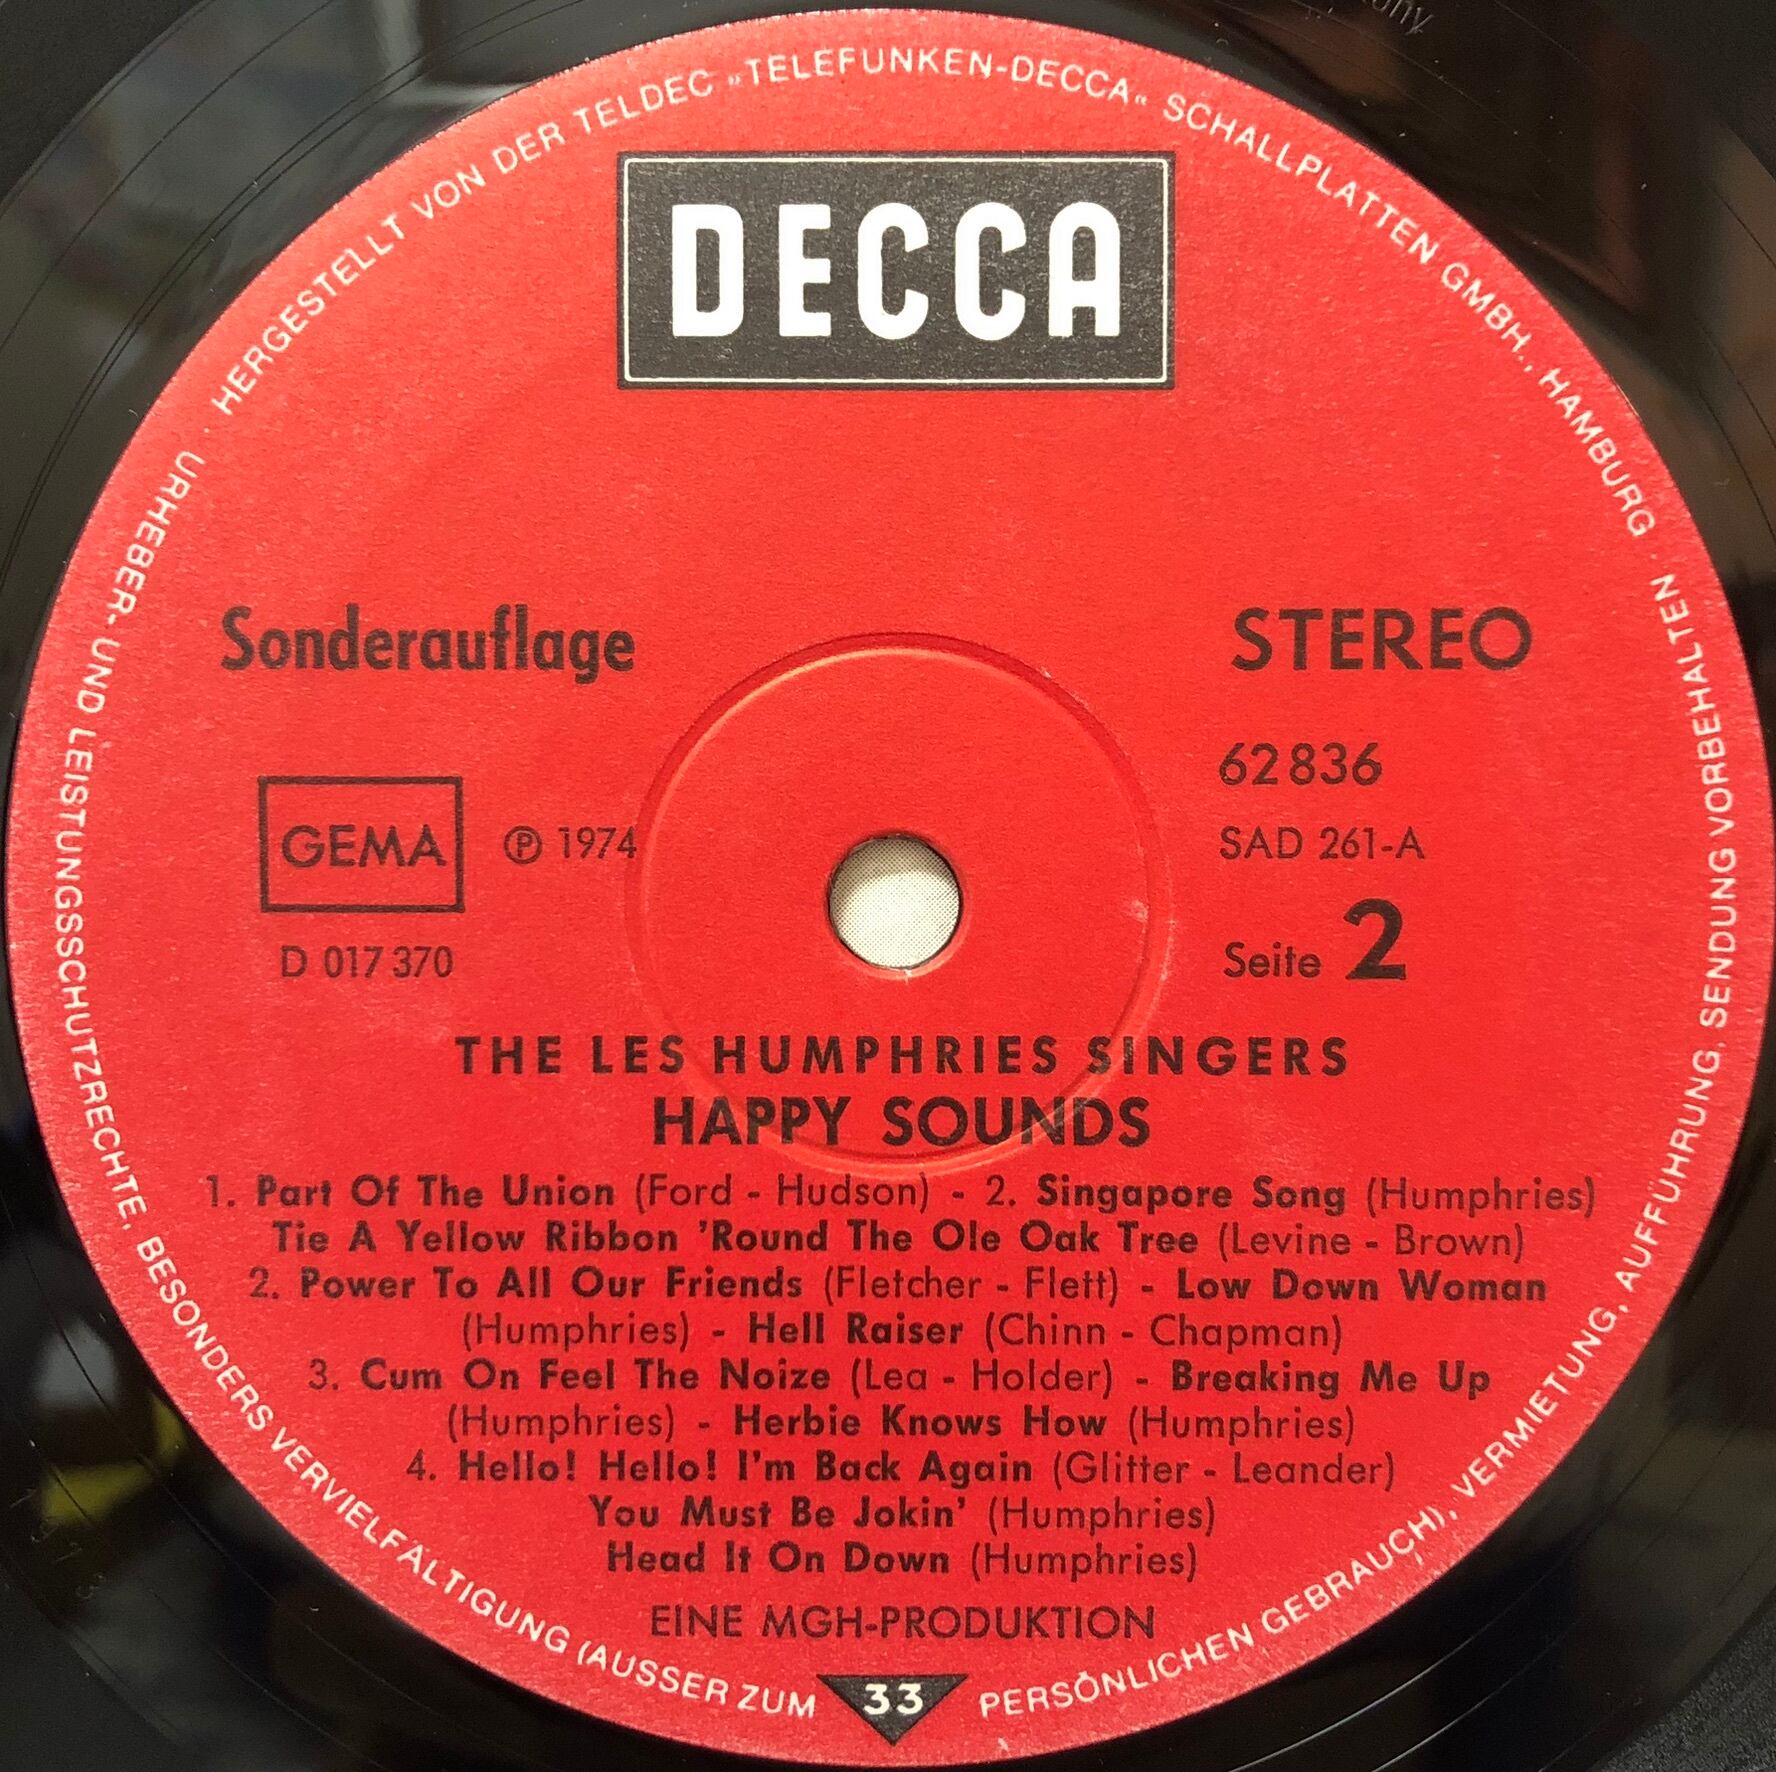 HERGESTELLT VON DER TELDEC „TELEFUNKEN-DECCA“ SCHALLPLATTEN GMBH., HAMBURG ·
URHEBER- UND LEISTUNGSSCHUTZRECHTE, BESONDERS VERVIELFÄLTIGUNG (AUSSER ZUM PERSÖNLICHEN GEBRAUCH), VERMIETUNG, AUFFÜHRUNG, SENDUNG VORBEHALTEN ·
DECCA
Sonderauflage
STEREO
62 836
GEMA
Ⓟ 1974
SAD 261-A
D 017 370
Seite 2
THE LES HUMPHRIES SINGERS
HAPPY SOUNDS
1. Part Of The Union (Ford - Hudson) - 2. Singapore Song (Humphries)
Tie A Yellow Ribbon 'Round The Ole Oak Tree (Levine - Brown)
2. Power To All Our Friends (Fletcher - Flett) - Low Down Woman
(Humphries) - Hell Raiser (Chinn - Chapman)
3. Cum On Feel The Noize (Lea - Holder) - Breaking Me Up
(Humphries) - Herbie Knows How (Humphries)
4. Hello! Hello! I'm Back Again (Glitter - Leander)
You Must Be Jokin' (Humphries)
Head It On Down (Humphries)
EINE MGH-PRODUKTION
33